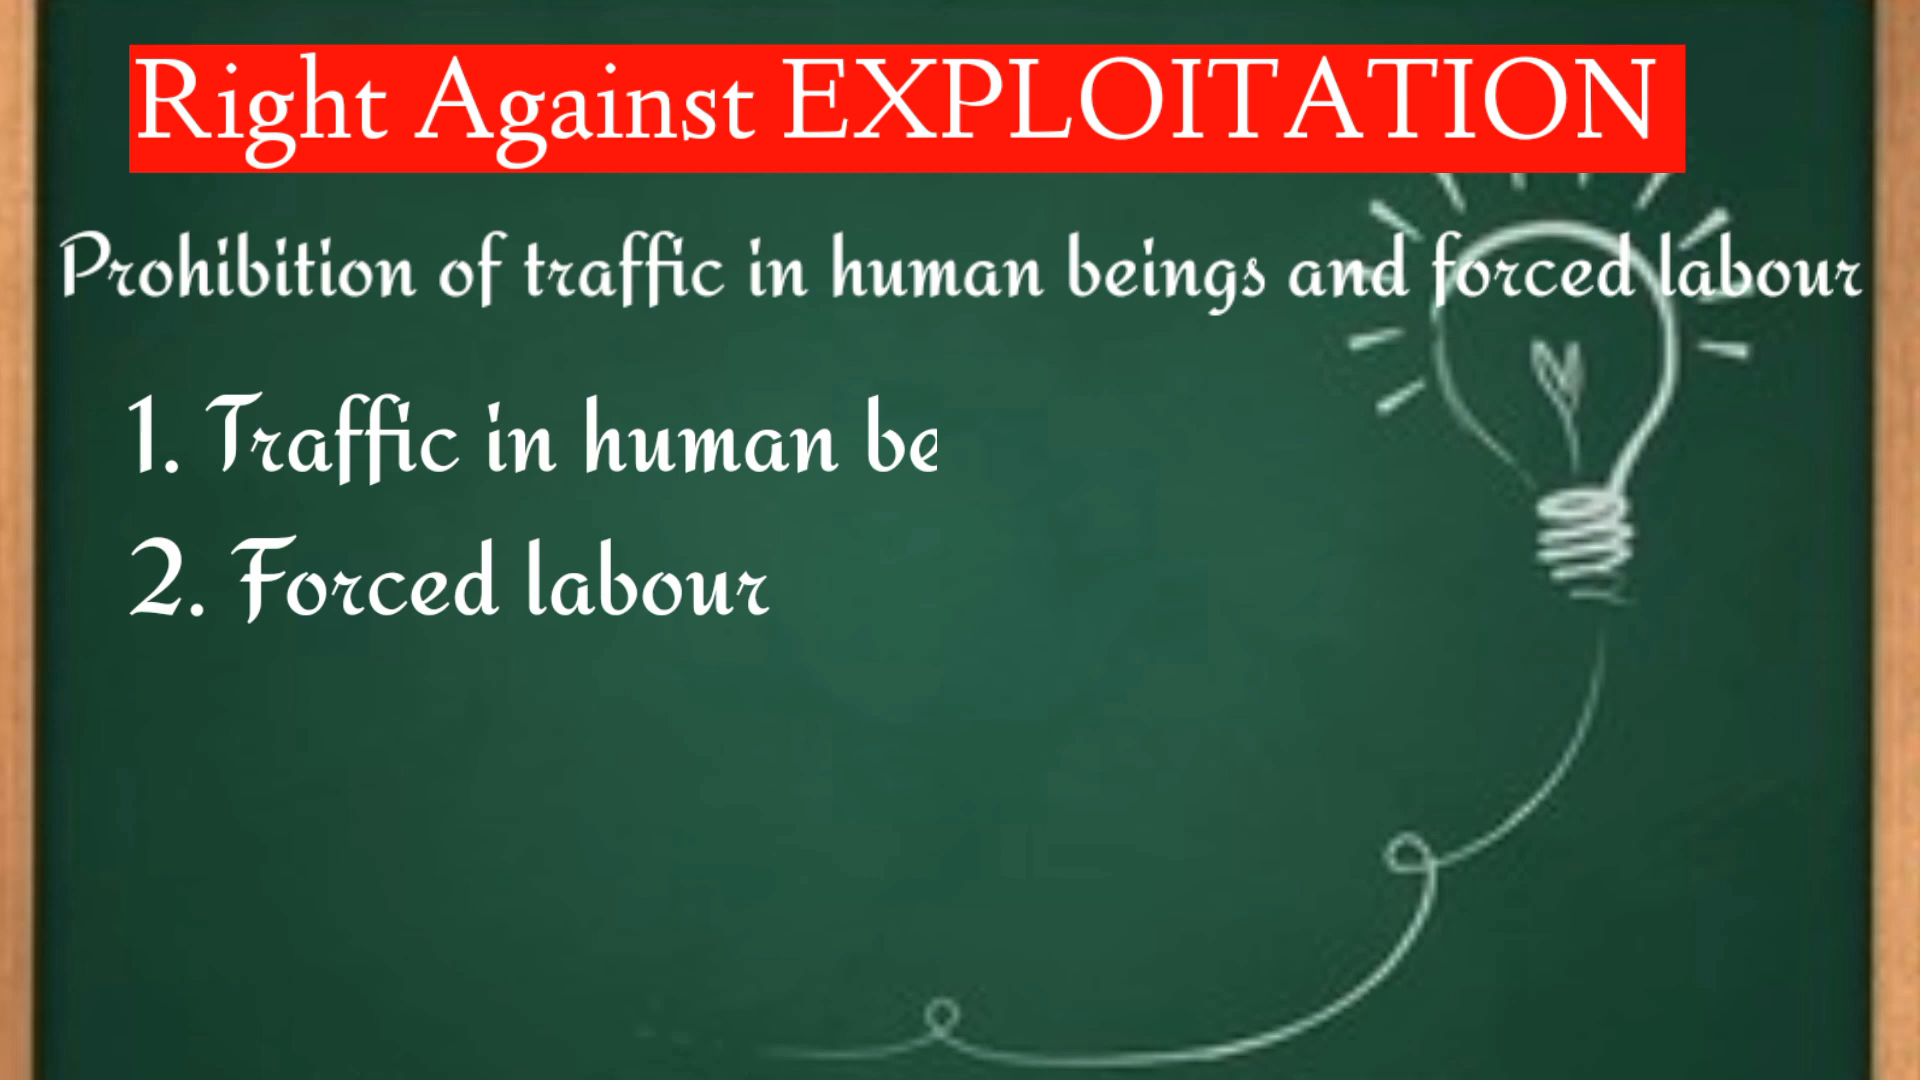 Right Against EXPLOITATION
Prohibition of traffic in human beings and forced labour
1. Traffic in human be
2. Forced labour